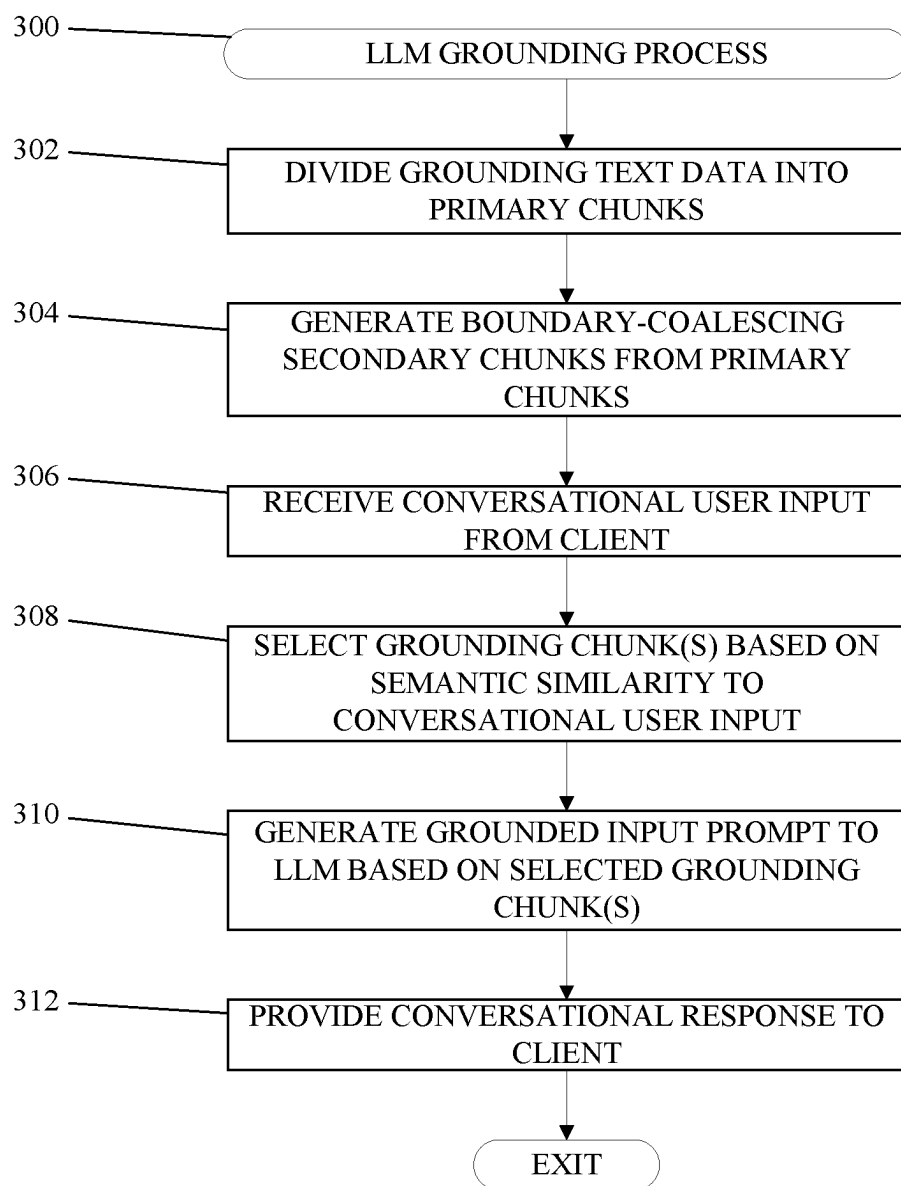 300
LLM GROUNDING PROCESS
302
DIVIDE GROUNDING TEXT DATA INTO
PRIMARY CHUNKS
304
GENERATE BOUNDARY-COALESCING
SECONDARY CHUNKS FROM PRIMARY
CHUNKS
306
RECEIVE CONVERSATIONAL USER INPUT
FROM CLIENT
308
SELECT GROUNDING CHUNK(S) BASED ON
SEMANTIC SIMILARITY TO
CONVERSATIONAL USER INPUT
310
GENERATE GROUNDED INPUT PROMPT TO
LLM BASED ON SELECTED GROUNDING
CHUNK(S)
312
PROVIDE CONVERSATIONAL RESPONSE TO
CLIENT
EXIT